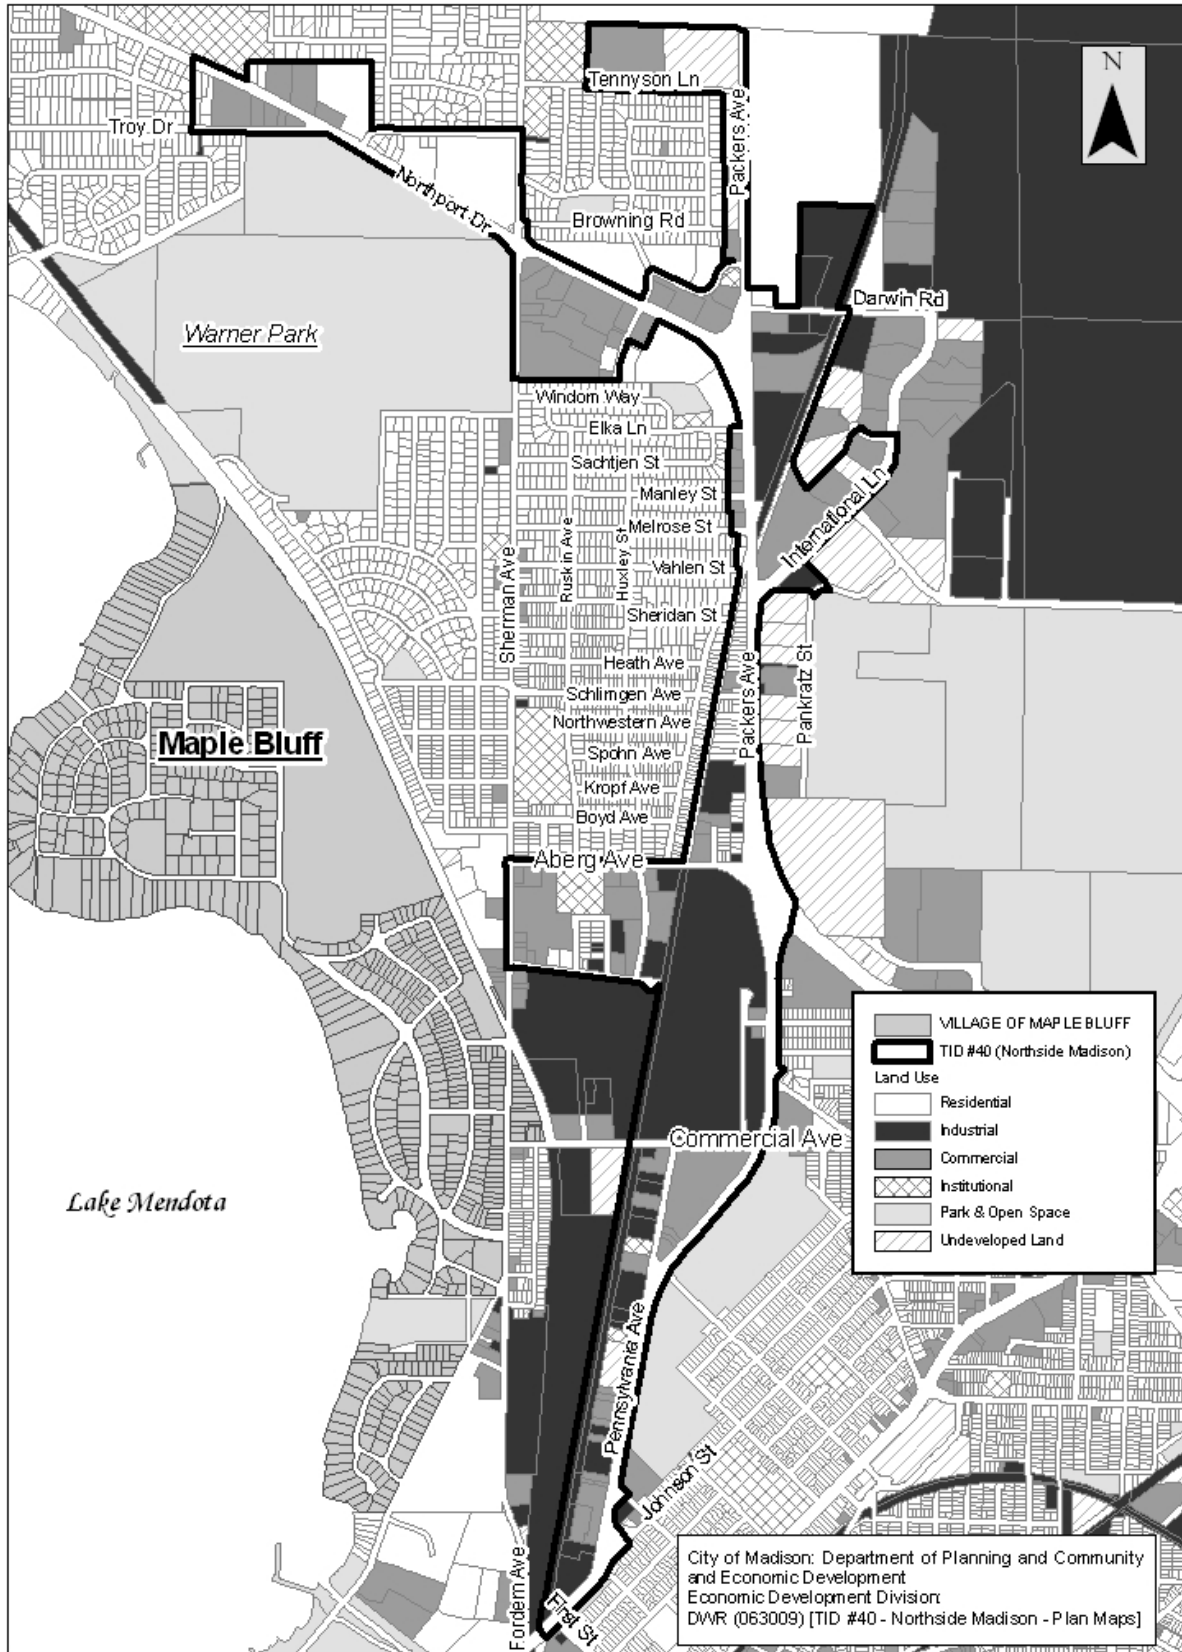 Tennyson Ln
N
Troy Dr
Packers Ave
Northport Dr
Browning Rd
Darwin Rd
Warner Park
Windom Way
Elka Ln
Sachtjen St
Manley St
International Ln
Melrose St
Ruskin Ave
Huxley St
Sherman Ave
Vahlen St
Sheridan St
Heath Ave
Packers Ave
Pankratz St
Schlimgen Ave
Northwestern Ave
Maple Bluff
Spohn Ave
Kropf Ave
Boyd Ave
Aberg Ave
VILLAGE OF MAPLE BLUFF
TID #40 (Northside Madison)
Land Use
Residential
Industrial
Commercial
Institutional
Park & Open Space
Undeveloped Land
Commercial Ave
Lake Mendota
Pennsylvania Ave
Johnson St
Fordem Ave
First St
City of Madison: Department of Planning and Community
and Economic Development
Economic Development Division:
DWR (063009) [TID #40 - Northside Madison - Plan Maps]